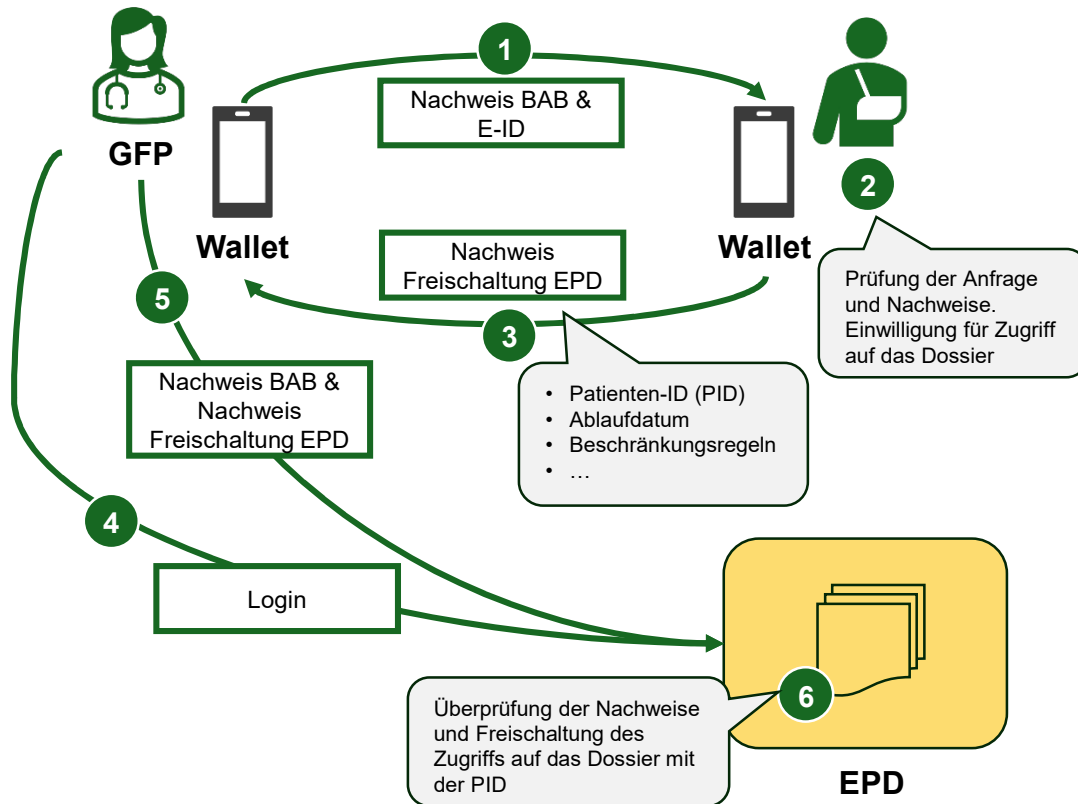 1
Nachweis BAB &
E-ID
GFP
Wallet
Wallet
2
Prüfung der Anfrage
und Nachweise.
Einwilligung für Zugriff
auf das Dossier
Nachweis
Freischaltung EPD
3
• Patienten-ID (PID)
• Ablaufdatum
• Beschränkungsregeln
• …
5
Nachweis BAB &
Nachweis
Freischaltung EPD
4
Login
6
Überprüfung der Nachweise
und Freischaltung des
Zugriffs auf das Dossier mit
der PID
EPD